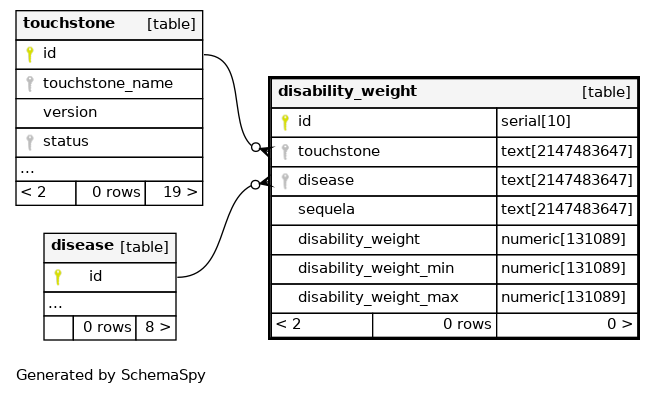 touchstone [table]
id
touchstone_name
version
status
...
< 2 0 rows 19 >
disease [table]
id
...
0 rows 8 >
disability_weight [table]
id serial[10]
touchstone text[2147483647]
disease text[2147483647]
sequela text[2147483647]
disability_weight numeric[131089]
disability_weight_min numeric[131089]
disability_weight_max numeric[131089]
< 2 0 rows 0 >
Generated by SchemaSpy